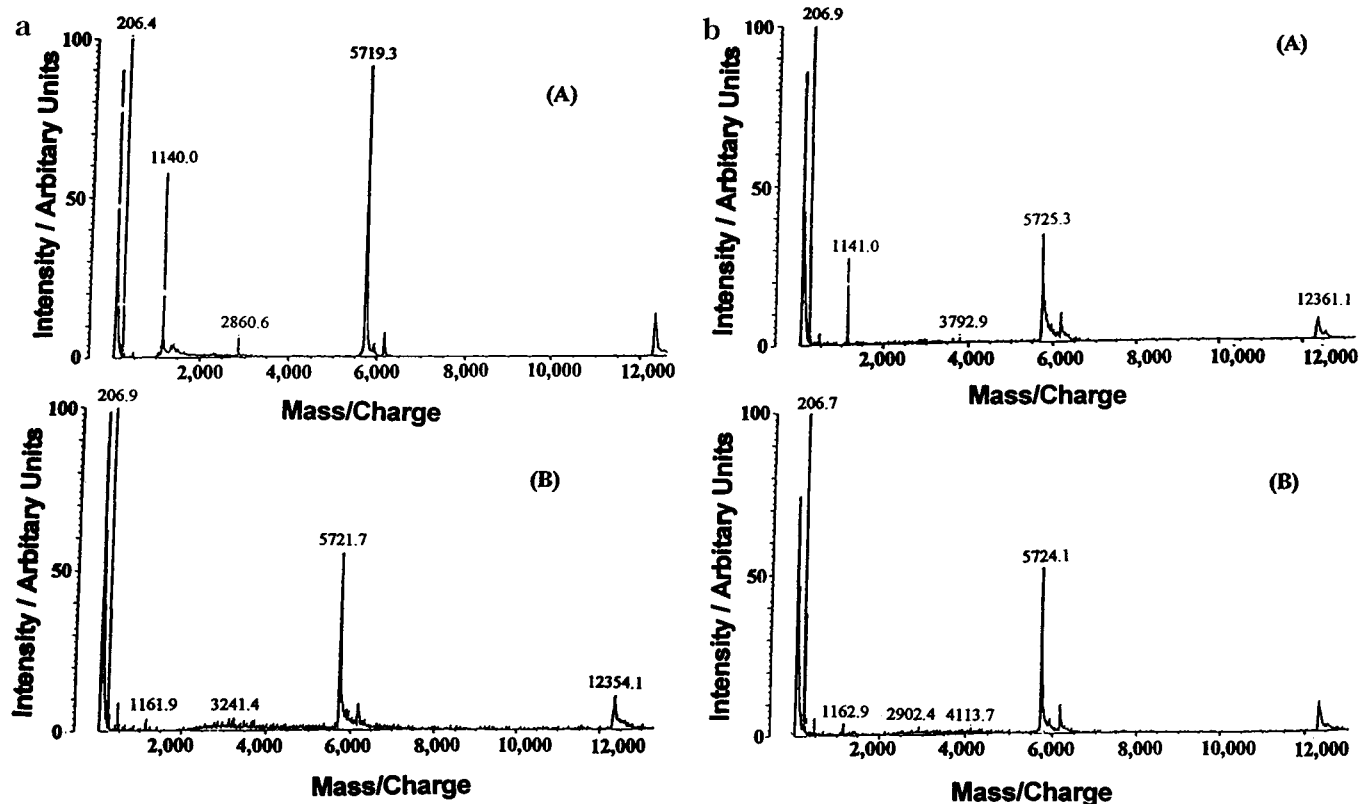 a
206.4
100
5719.3
(A)
1140.0
50
2860.6
0
2,000 4,000 6,000 8,000 10,000 12,000
Intensity / Arbitary Units
Mass/Charge
206.9
100
(B)
5721.7
50
12354.1
1161.9 3241.4
0
2,000 4,000 6,000 8,000 10,000 12,000
Intensity / Arbitary Units
Mass/Charge
b
206.9
100
(A)
50
5725.3
1141.0
12361.1
3792.9
0
2,000 4,000 6,000 8,000 10,000 12,000
Intensity / Arbitary Units
Mass/Charge
206.7
100
(B)
5724.1
50
1162.9 2902.4 4113.7
0
2,000 4,000 6,000 8,000 10,000 12,000
Intensity / Arbitary Units
Mass/Charge